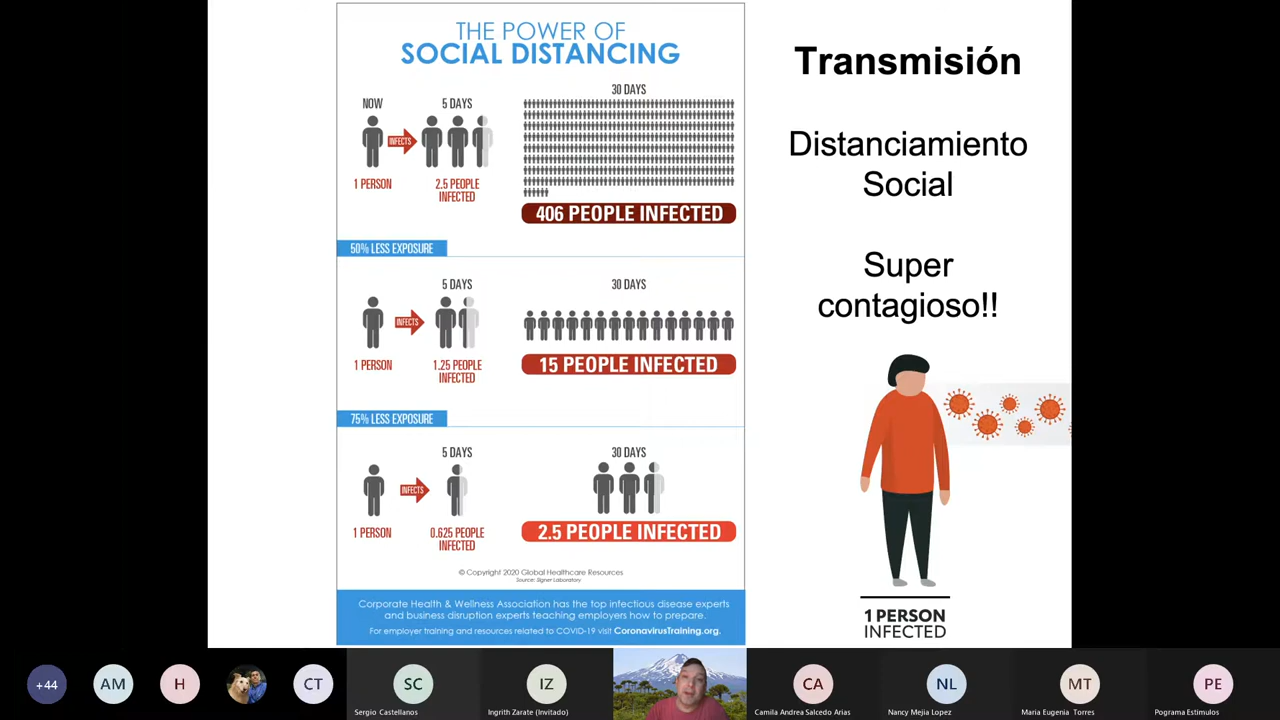 THE POWER OF
SOCIAL DISTANCING
NOW
5 DAYS
30 DAYS
INFECTS
1 PERSON
2.5 PEOPLE
INFECTED
406 PEOPLE INFECTED
50% LESS EXPOSURE
5 DAYS
30 DAYS
INFECTS
1 PERSON
1.25 PEOPLE
INFECTED
15 PEOPLE INFECTED
75% LESS EXPOSURE
5 DAYS
30 DAYS
INFECTS
1 PERSON
0.625 PEOPLE
INFECTED
2.5 PEOPLE INFECTED
© Copyright 2020 Global Healthcare Resources
Source: Signer Laboratory
Corporate Health & Wellness Association has the top infectious disease experts
and business disruption experts teaching employers how to prepare.
For employer training and resources related to COVID-19 visit CoronavirusTraining.org.
Transmisión
Distanciamiento
Social
Super
contagioso!!
1 PERSON
INFECTED
+44
AM
H
CT
SC
Sergio Castellanos
IZ
Ingrith Zarate (Invitado)
CA
Camila Andrea Salcedo Arias
NL
Nancy Mejia Lopez
MT
Maria Eugenia Torres
PE
Pograma Estimulos